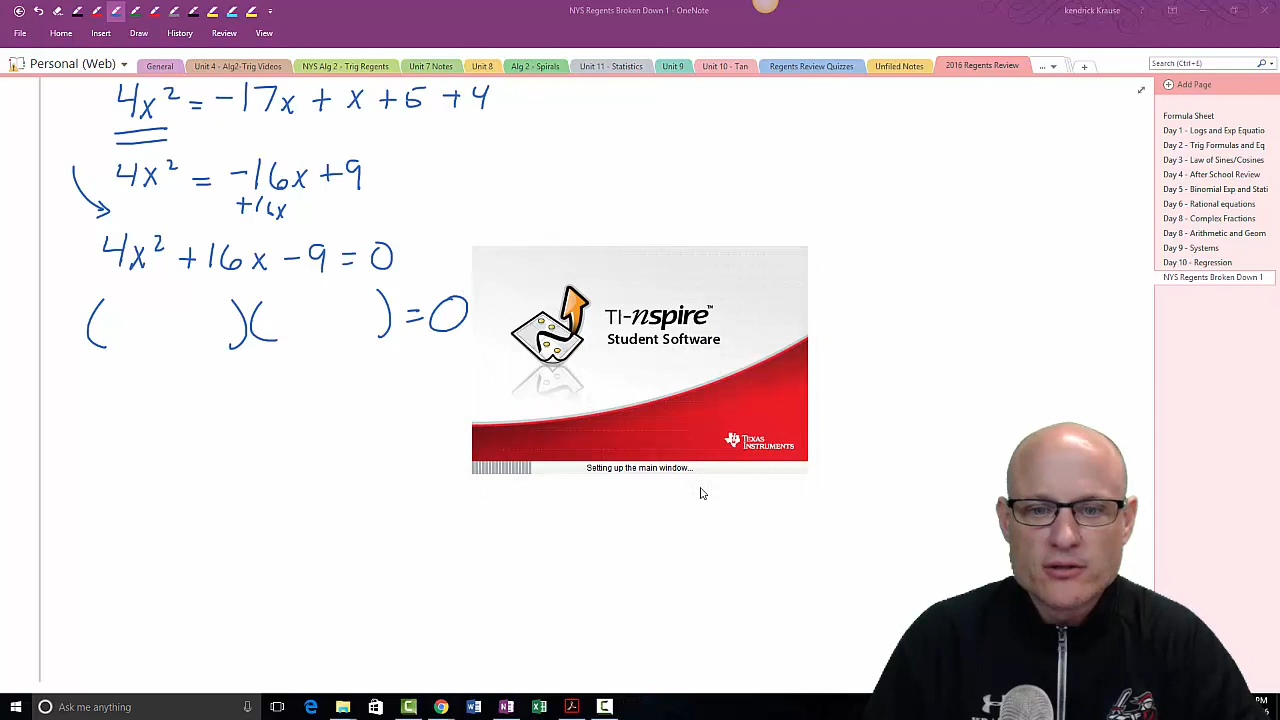 NYS Regents Broken Down 1 - OneNote
kendrick Krause
File Home Insert Draw History Review View
Personal (Web)
General
Unit 4 - Alg2-Trig Videos
NYS Alg 2 - Trig Regents
Unit 7 Notes
Unit 8
Alg 2 - Spirals
Unit 11 - Statistics
Unit 9
Unit 10 - Tan
Regents Review Quizzes
Unfiled Notes
2016 Regents Review
...
Search (Ctrl+E)
Add Page
Formula Sheet
Day 1 - Logs and Exp Equatio
Day 2 - Trig Formulas and Eq
Day 3 - Law of Sines/Cosines
Day 4 - After School Review
Day 5 - Binomial Exp and Stati
Day 6 - Rational equations
Day 8 - Complex Fractions
Day 8 - Arithmetic and Geom
Day 9 - Systems
Day 10 - Regression
NYS Regents Broken Down 1
4x² = -17x + x + 5 + 4
4x² = -16x + 9
+16x
4x² + 16x - 9 = 0
( )( ) = 0
TI-nspire™
Student Software
TEXAS INSTRUMENTS
Setting up the main window...
Ask me anything